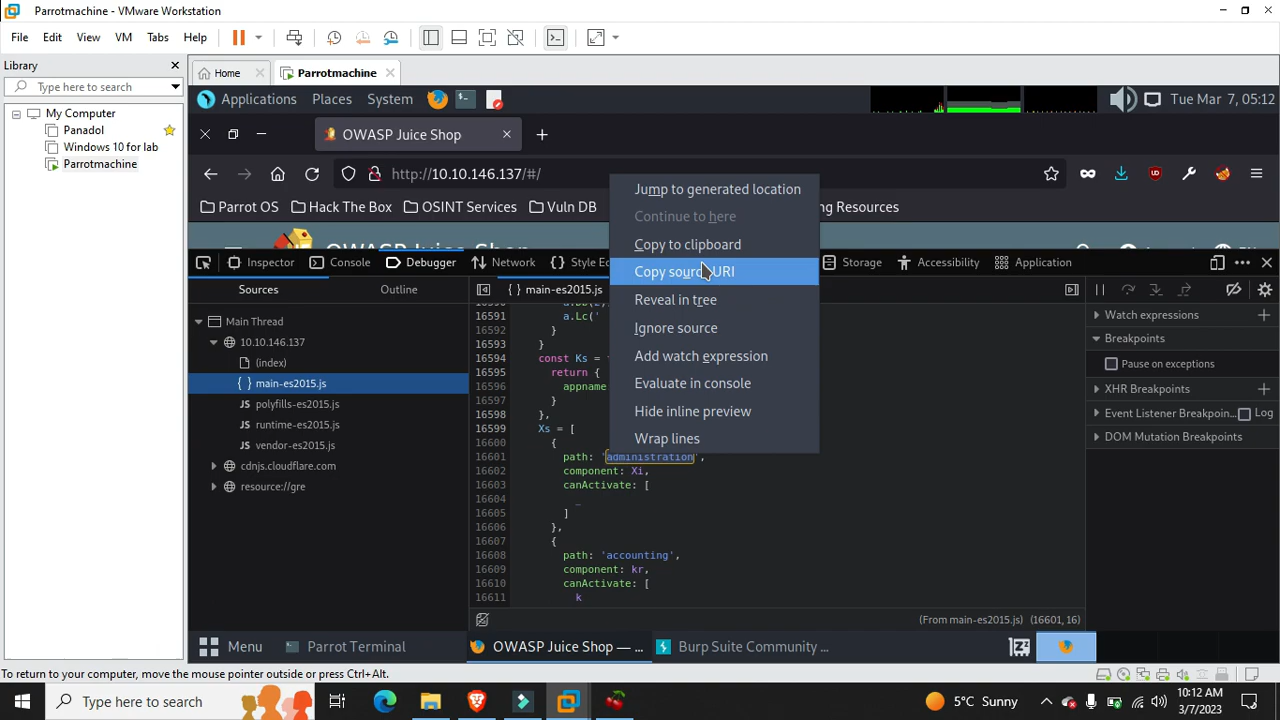 Parrotmachine - VMware Workstation
File Edit View VM Tabs Help
Library
Type here to search
My Computer
Panadol
Windows 10 for lab
Parrotmachine
Home
Parrotmachine
Applications Places System
Tue Mar 7, 05:12
OWASP Juice Shop
http://10.10.146.137/#/
Parrot OS Hack The Box OSINT Services Vuln DB
ng Resources
OWASP Juice Shop
Inspector Console Debugger Network Style E
Storage Accessibility Application
Sources Outline
Main Thread
10.10.146.137
(index)
main-es2015.js
polyfills-es2015.js
runtime-es2015.js
vendor-es2015.js
cdnjs.cloudflare.com
resource://gre
main-es2015.js
16591 a.Lc('
16592 }
16593 }
16594 const Ks =
16595 return {
16596 appname
16597 }
16598 },
16599 Xs = [
16600 {
16601 path: 'administration',
16602 component: Xi,
16603 canActivate: [
16604 _
16605 ]
16606 },
16607 {
16608 path: 'accounting',
16609 component: kr,
16610 canActivate: [
16611 k
(From main-es2015.js) (16601, 16)
Jump to generated location
Continue to here
Copy to clipboard
Copy source URI
Reveal in tree
Ignore source
Add watch expression
Evaluate in console
Hide inline preview
Wrap lines
Watch expressions
Breakpoints
Pause on exceptions
XHR Breakpoints
Event Listener Breakpoin... Log
DOM Mutation Breakpoints
Menu Parrot Terminal OWASP Juice Shop — ... Burp Suite Community ...
To return to your computer, move the mouse pointer outside or press Ctrl+Alt.
Type here to search
5°C Sunny
10:12 AM
3/7/2023